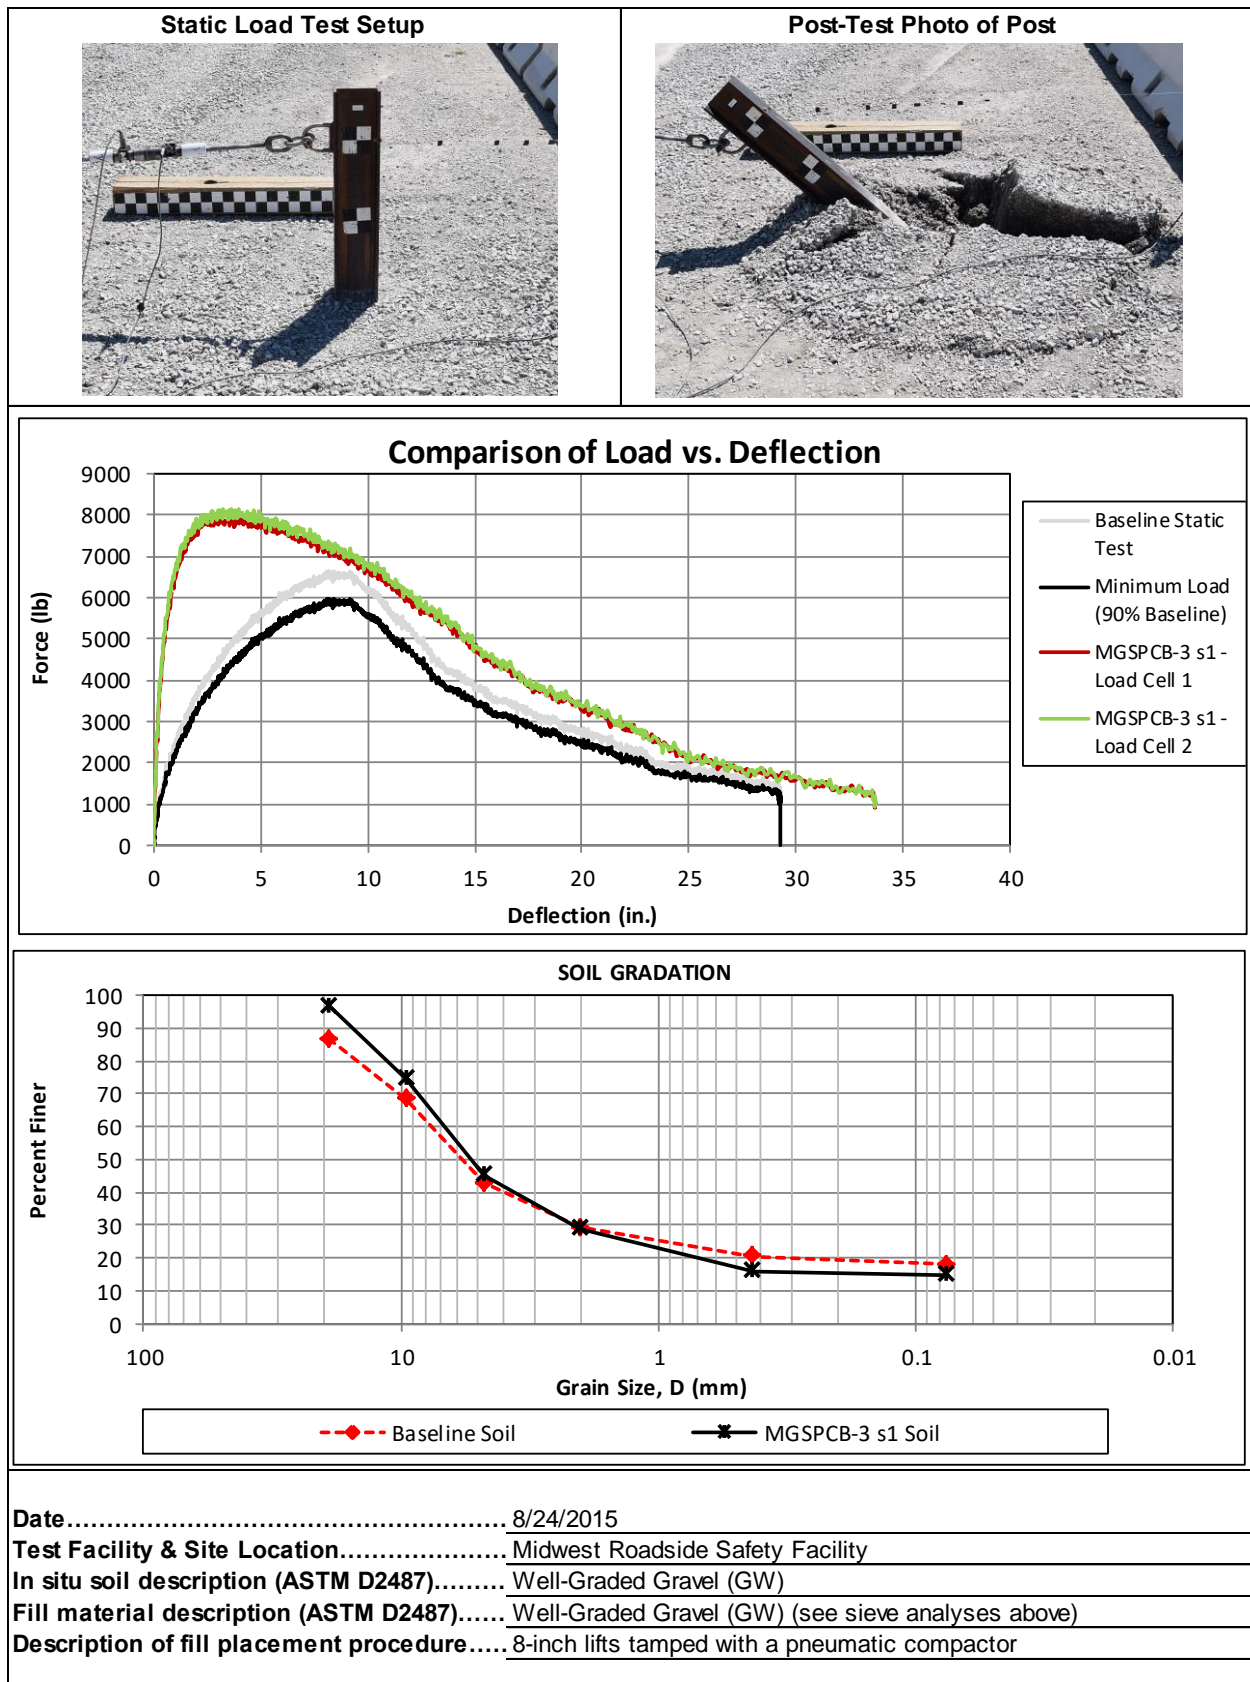 Static Load Test Setup
Post-Test Photo of Post
Comparison of Load vs. Deflection
9000
8000
7000
6000
5000
4000
3000
2000
1000
0
Force (lb)
0 5 10 15 20 25 30 35 40
Deflection (in.)
Baseline Static
Test
Minimum Load
(90% Baseline)
MGSPCB-3 s1 -
Load Cell 1
MGSPCB-3 s1 -
Load Cell 2
SOIL GRADATION
100
90
80
70
60
50
40
30
20
10
0
Percent Finer
100 10 1 0.1 0.01
Grain Size, D (mm)
Baseline Soil
MGSPCB-3 s1 Soil
Date.................................................. 8/24/2015
Test Facility & Site Location.................... Midwest Roadside Safety Facility
In situ soil description (ASTM D2487)......... Well-Graded Gravel (GW)
Fill material description (ASTM D2487)...... Well-Graded Gravel (GW) (see sieve analyses above)
Description of fill placement procedure..... 8-inch lifts tamped with a pneumatic compactor